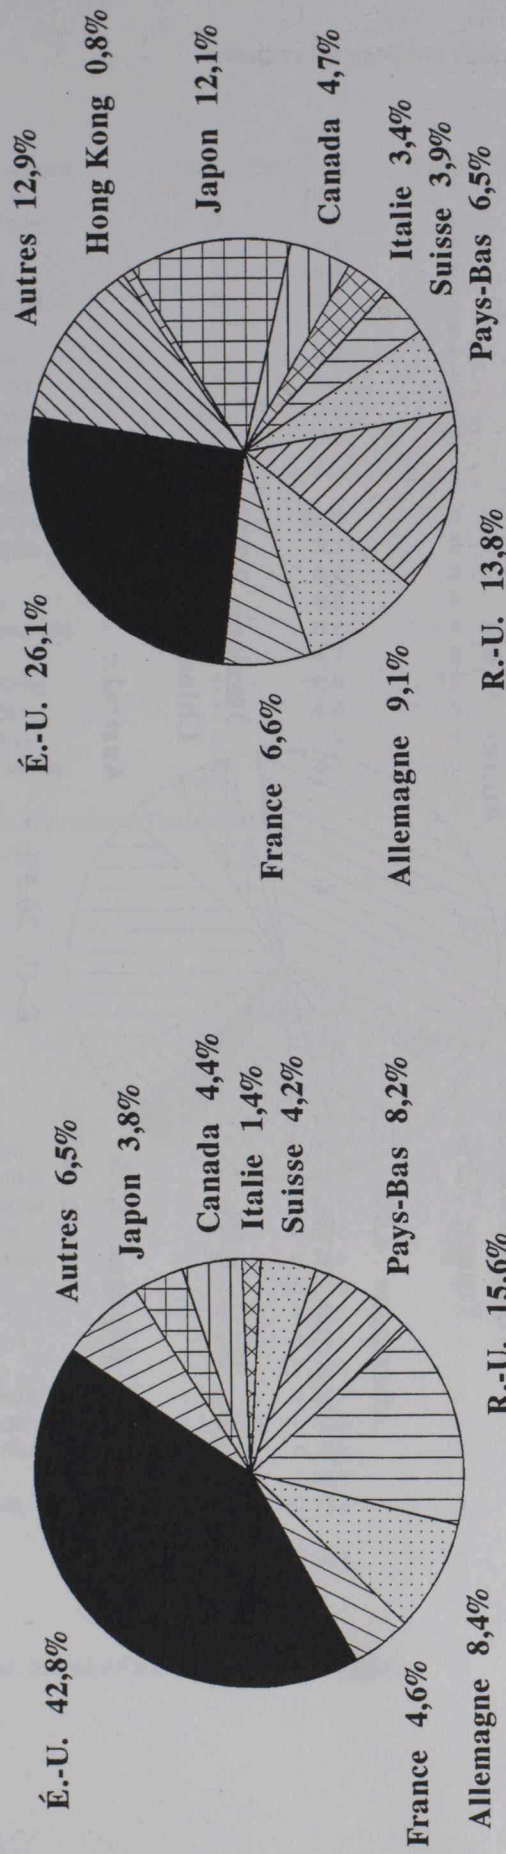 É.-U. 42,8%
Autres 6,5%
Japon 3,8%
Canada 4,4%
Italie 1,4%
Suisse 4,2%
Pays-Bas 8,2%
R.-U. 15,6%
Allemagne 8,4%
France 4,6%
É.-U. 26,1%
Autres 12,9%
Hong Kong 0,8%
Japon 12,1%
Canada 4,7%
Italie 3,4%
Suisse 3,9%
Pays-Bas 6,5%
R.-U. 13,8%
Allemagne 9,1%
France 6,6%